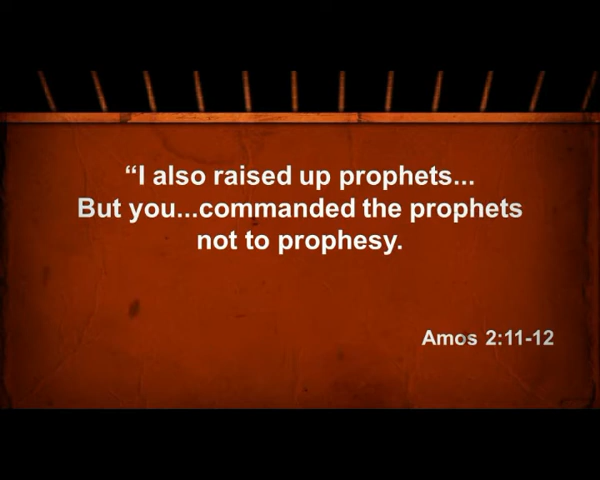 “I also raised up prophets...
But you...commanded the prophets
not to prophesy.
Amos 2:11-12